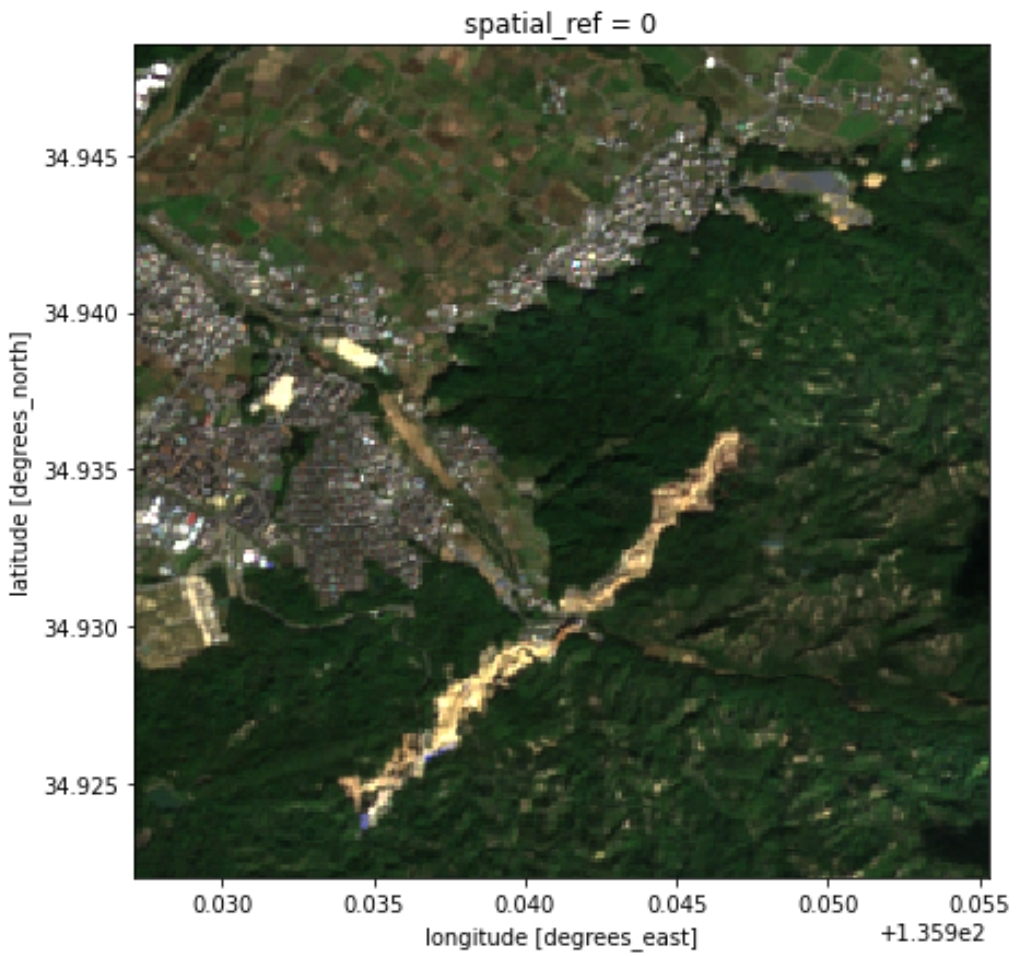 spatial_ref = 0
34.945
34.940
34.935
34.930
34.925
latitude [degrees_north]
0.030 0.035 0.040 0.045 0.050 0.055
longitude [degrees_east]
+1.359e2